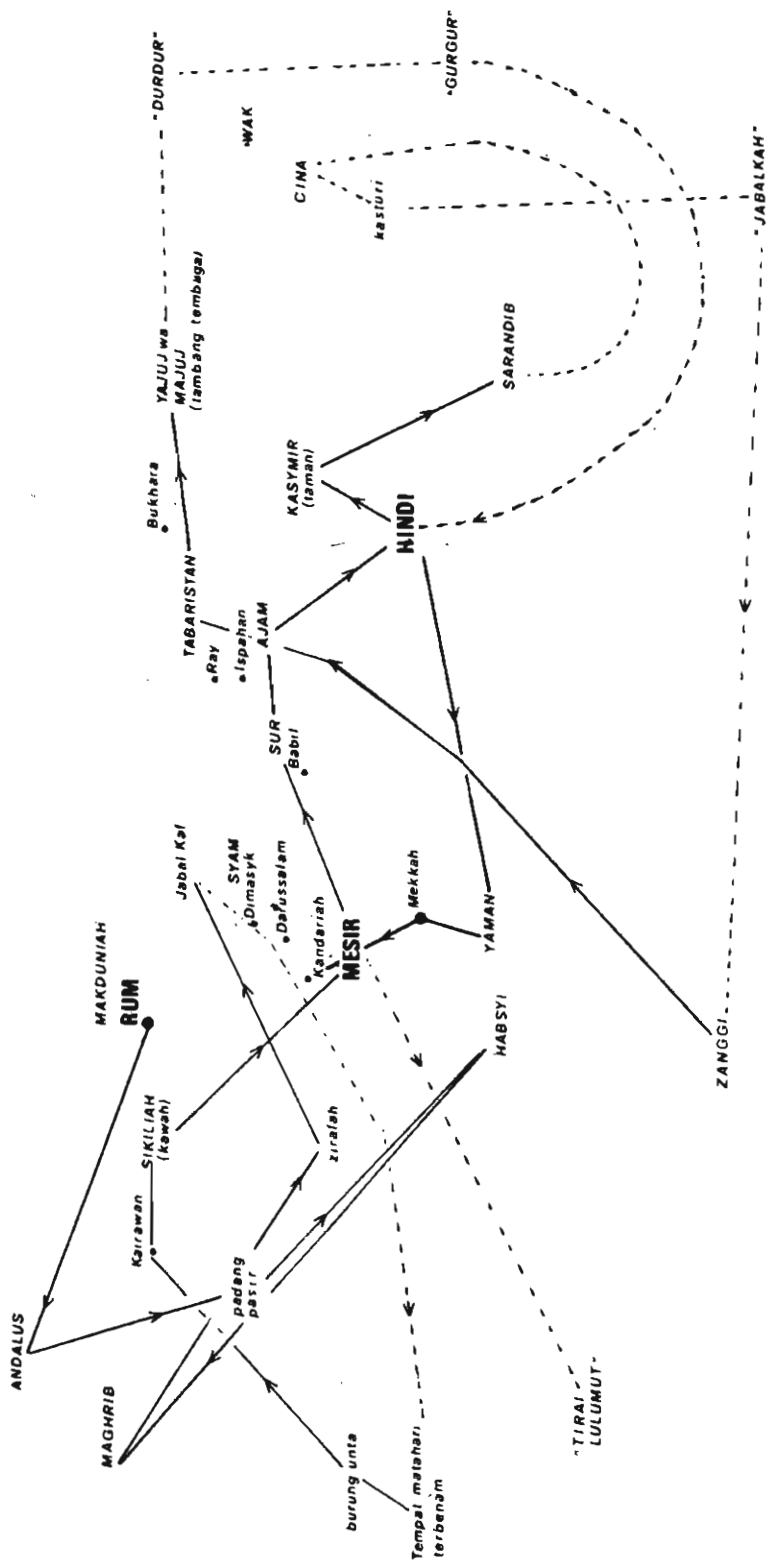 ANDALUS
MAGHRIB
MAKDUNIAH
RUM
SIKILIAH
(kawah)
Kairawan
padang
pasir
burung unta
Tempat matahari
terbenam
"TIRAI
LULUMUT"
ziratah
HABSYI
Jabal Kaf
SYAM
Dimasyk
Darussalam
Kandariah
MESIR
Mekkah
YAMAN
ZANGGI
SUR
Babil
TABARISTAN
Ray
Ispahan
AJAM
Bukhara
YAJUJ wa
MAJUJ
(tambang tembaga)
KASYMIR
(taman)
HINDI
SARANDIB
"DURDUR"
WAK
CINA
kasturi
"GURGUR"
"JABALKAH"